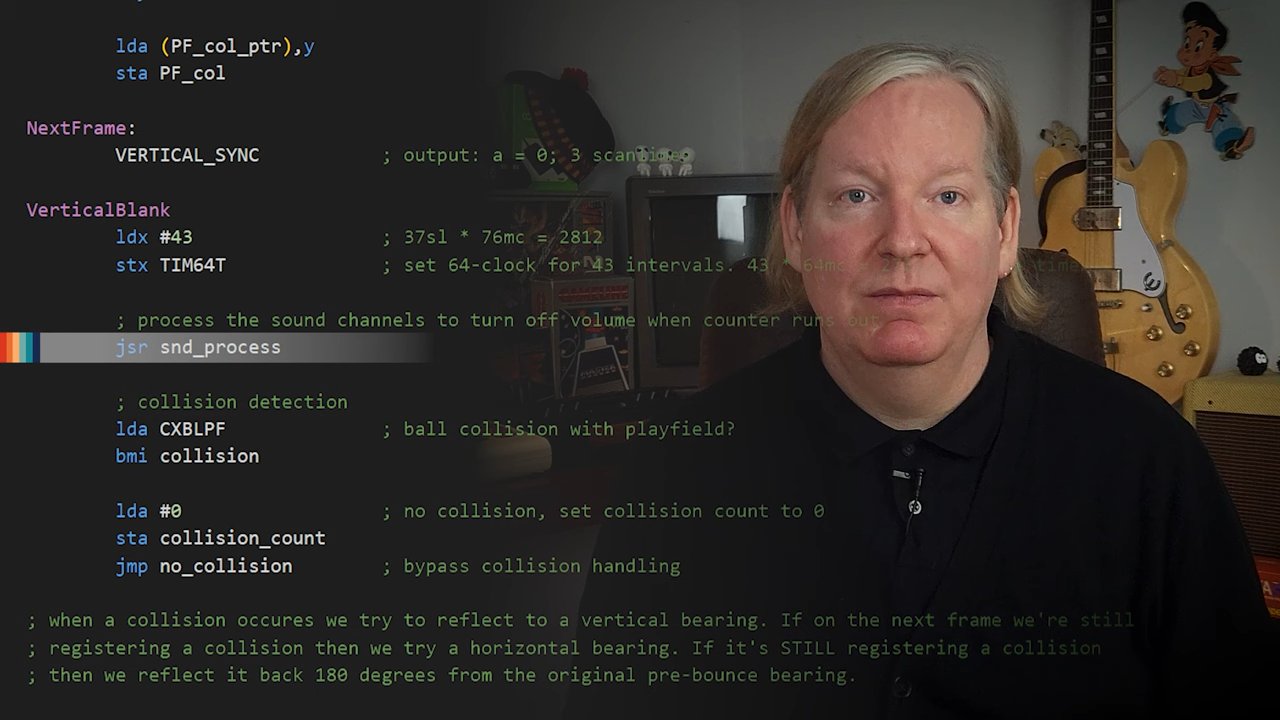 lda (PF_col_ptr),y
sta PF_col
NextFrame:
VERTICAL_SYNC ; output: a = 0; 3 scanlines
VerticalBlank
ldx #43 ; 37sl * 76mc = 2812
stx TIM64T ; set 64-clock for 43 intervals. 43 * 64mc
; process the sound channels to turn off volume when counter runs out
jsr snd_process
; collision detection
lda CXBLPF ; ball collision with playfield?
bmi collision
lda #0 ; no collision, set collision count to 0
sta collision_count
jmp no_collision ; bypass collision handling
; when a collision occures we try to reflect to a vertical bearing. If on the next frame we're still
; registering a collision then we try a horizontal bearing. If it's STILL registering a collision
; then we reflect it back 180 degrees from the original pre-bounce bearing.